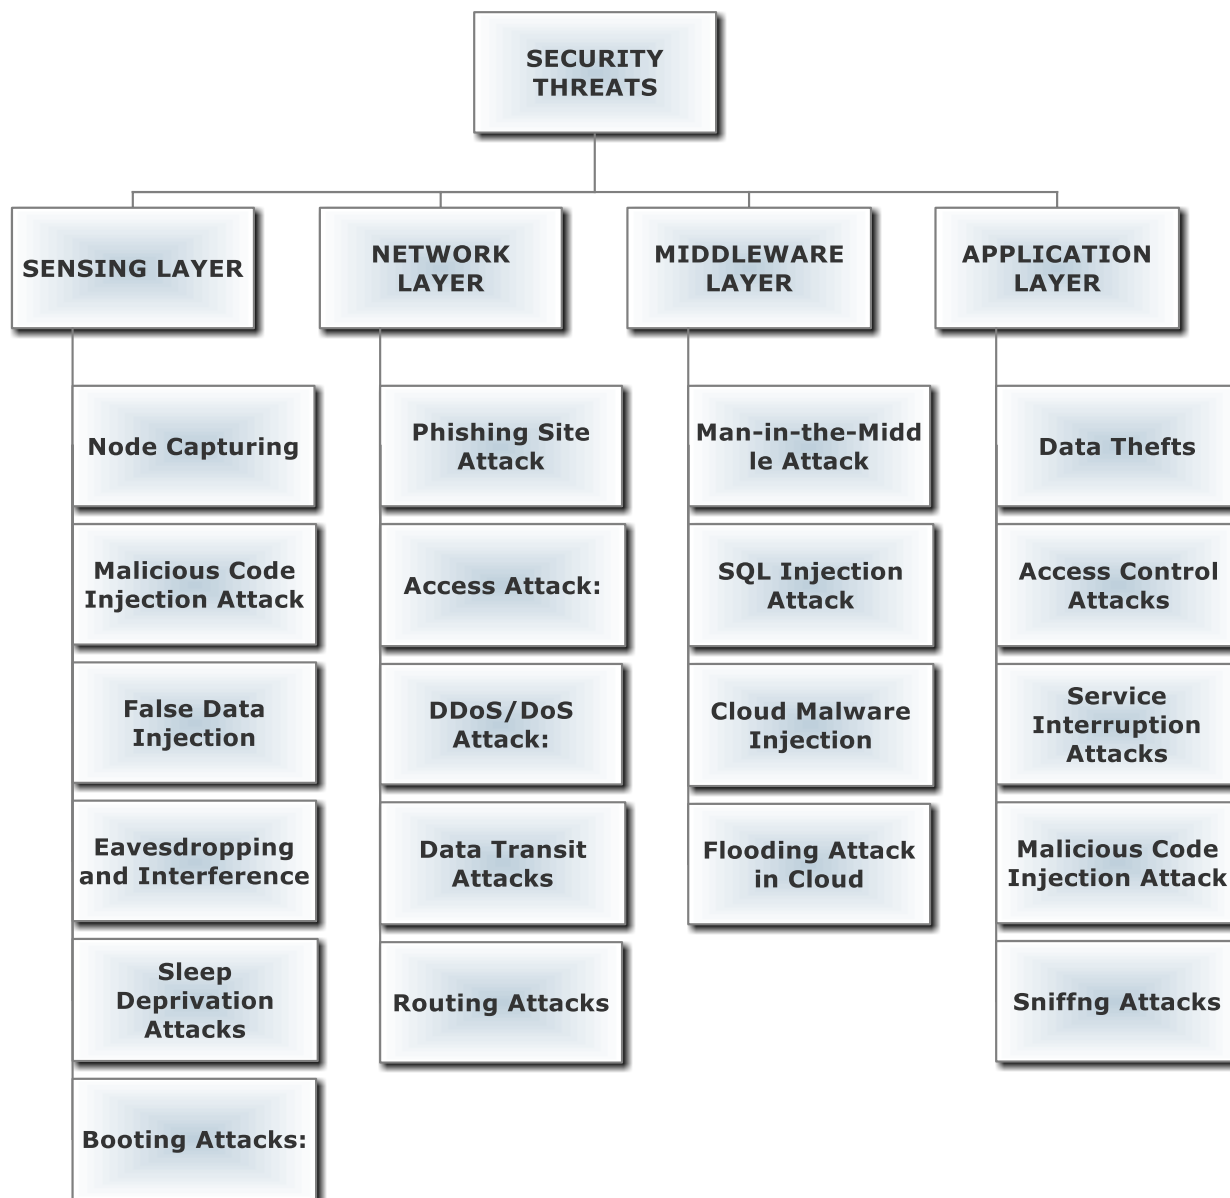 SECURITY
THREATS
SENSING LAYER
NETWORK
LAYER
MIDDLEWARE
LAYER
APPLICATION
LAYER
Node Capturing
Malicious Code
Injection Attack
False Data
Injection
Eavesdropping
and Interference
Sleep
Deprivation
Attacks
Booting Attacks:
Phishing Site
Attack
Access Attack:
DDoS/DoS
Attack:
Data Transit
Attacks
Routing Attacks
Man-in-the-Midd
le Attack
SQL Injection
Attack
Cloud Malware
Injection
Flooding Attack
in Cloud
Data Thefts
Access Control
Attacks
Service
Interruption
Attacks
Malicious Code
Injection Attack
Sniffng Attacks